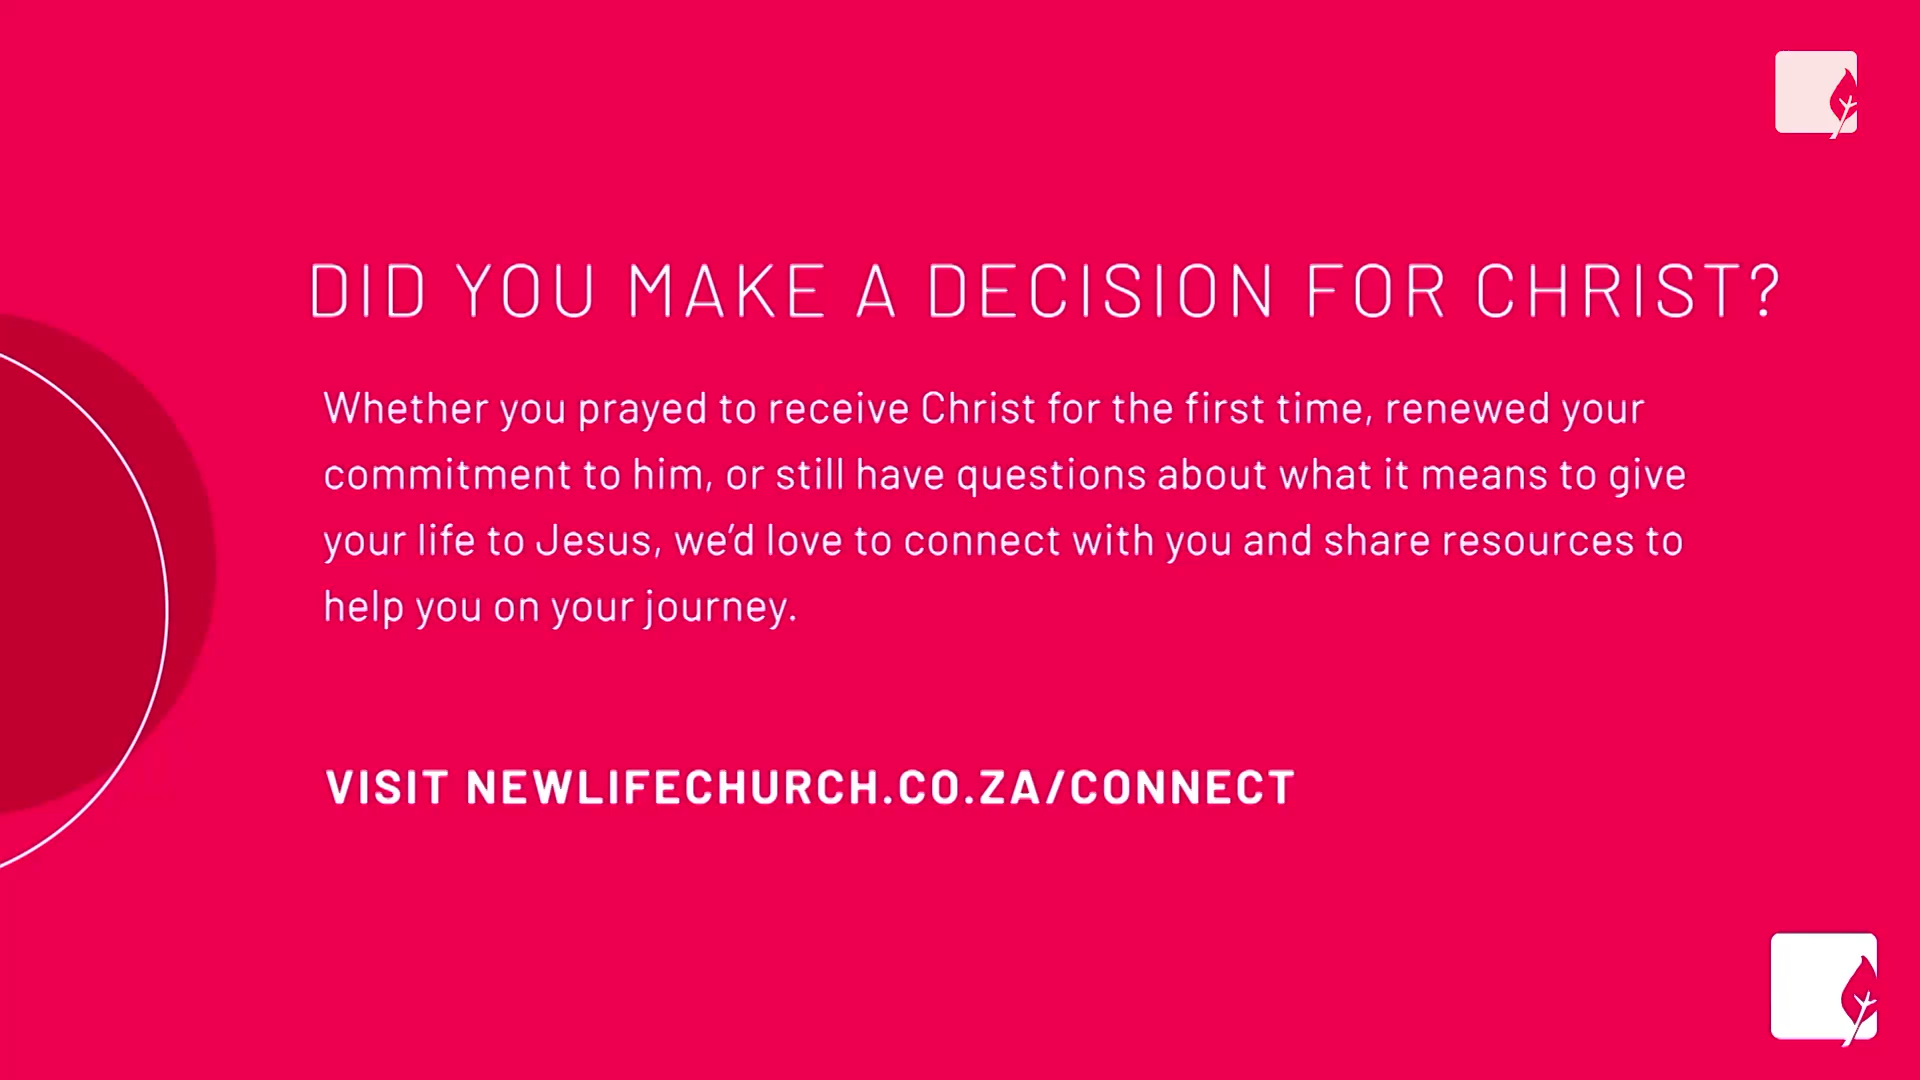 DID YOU MAKE A DECISION FOR CHRIST?
Whether you prayed to receive Christ for the first time, renewed your
commitment to him, or still have questions about what it means to give
your life to Jesus, we’d love to connect with you and share resources to
help you on your journey.
VISIT NEWLIFECHURCH.CO.ZA/CONNECT